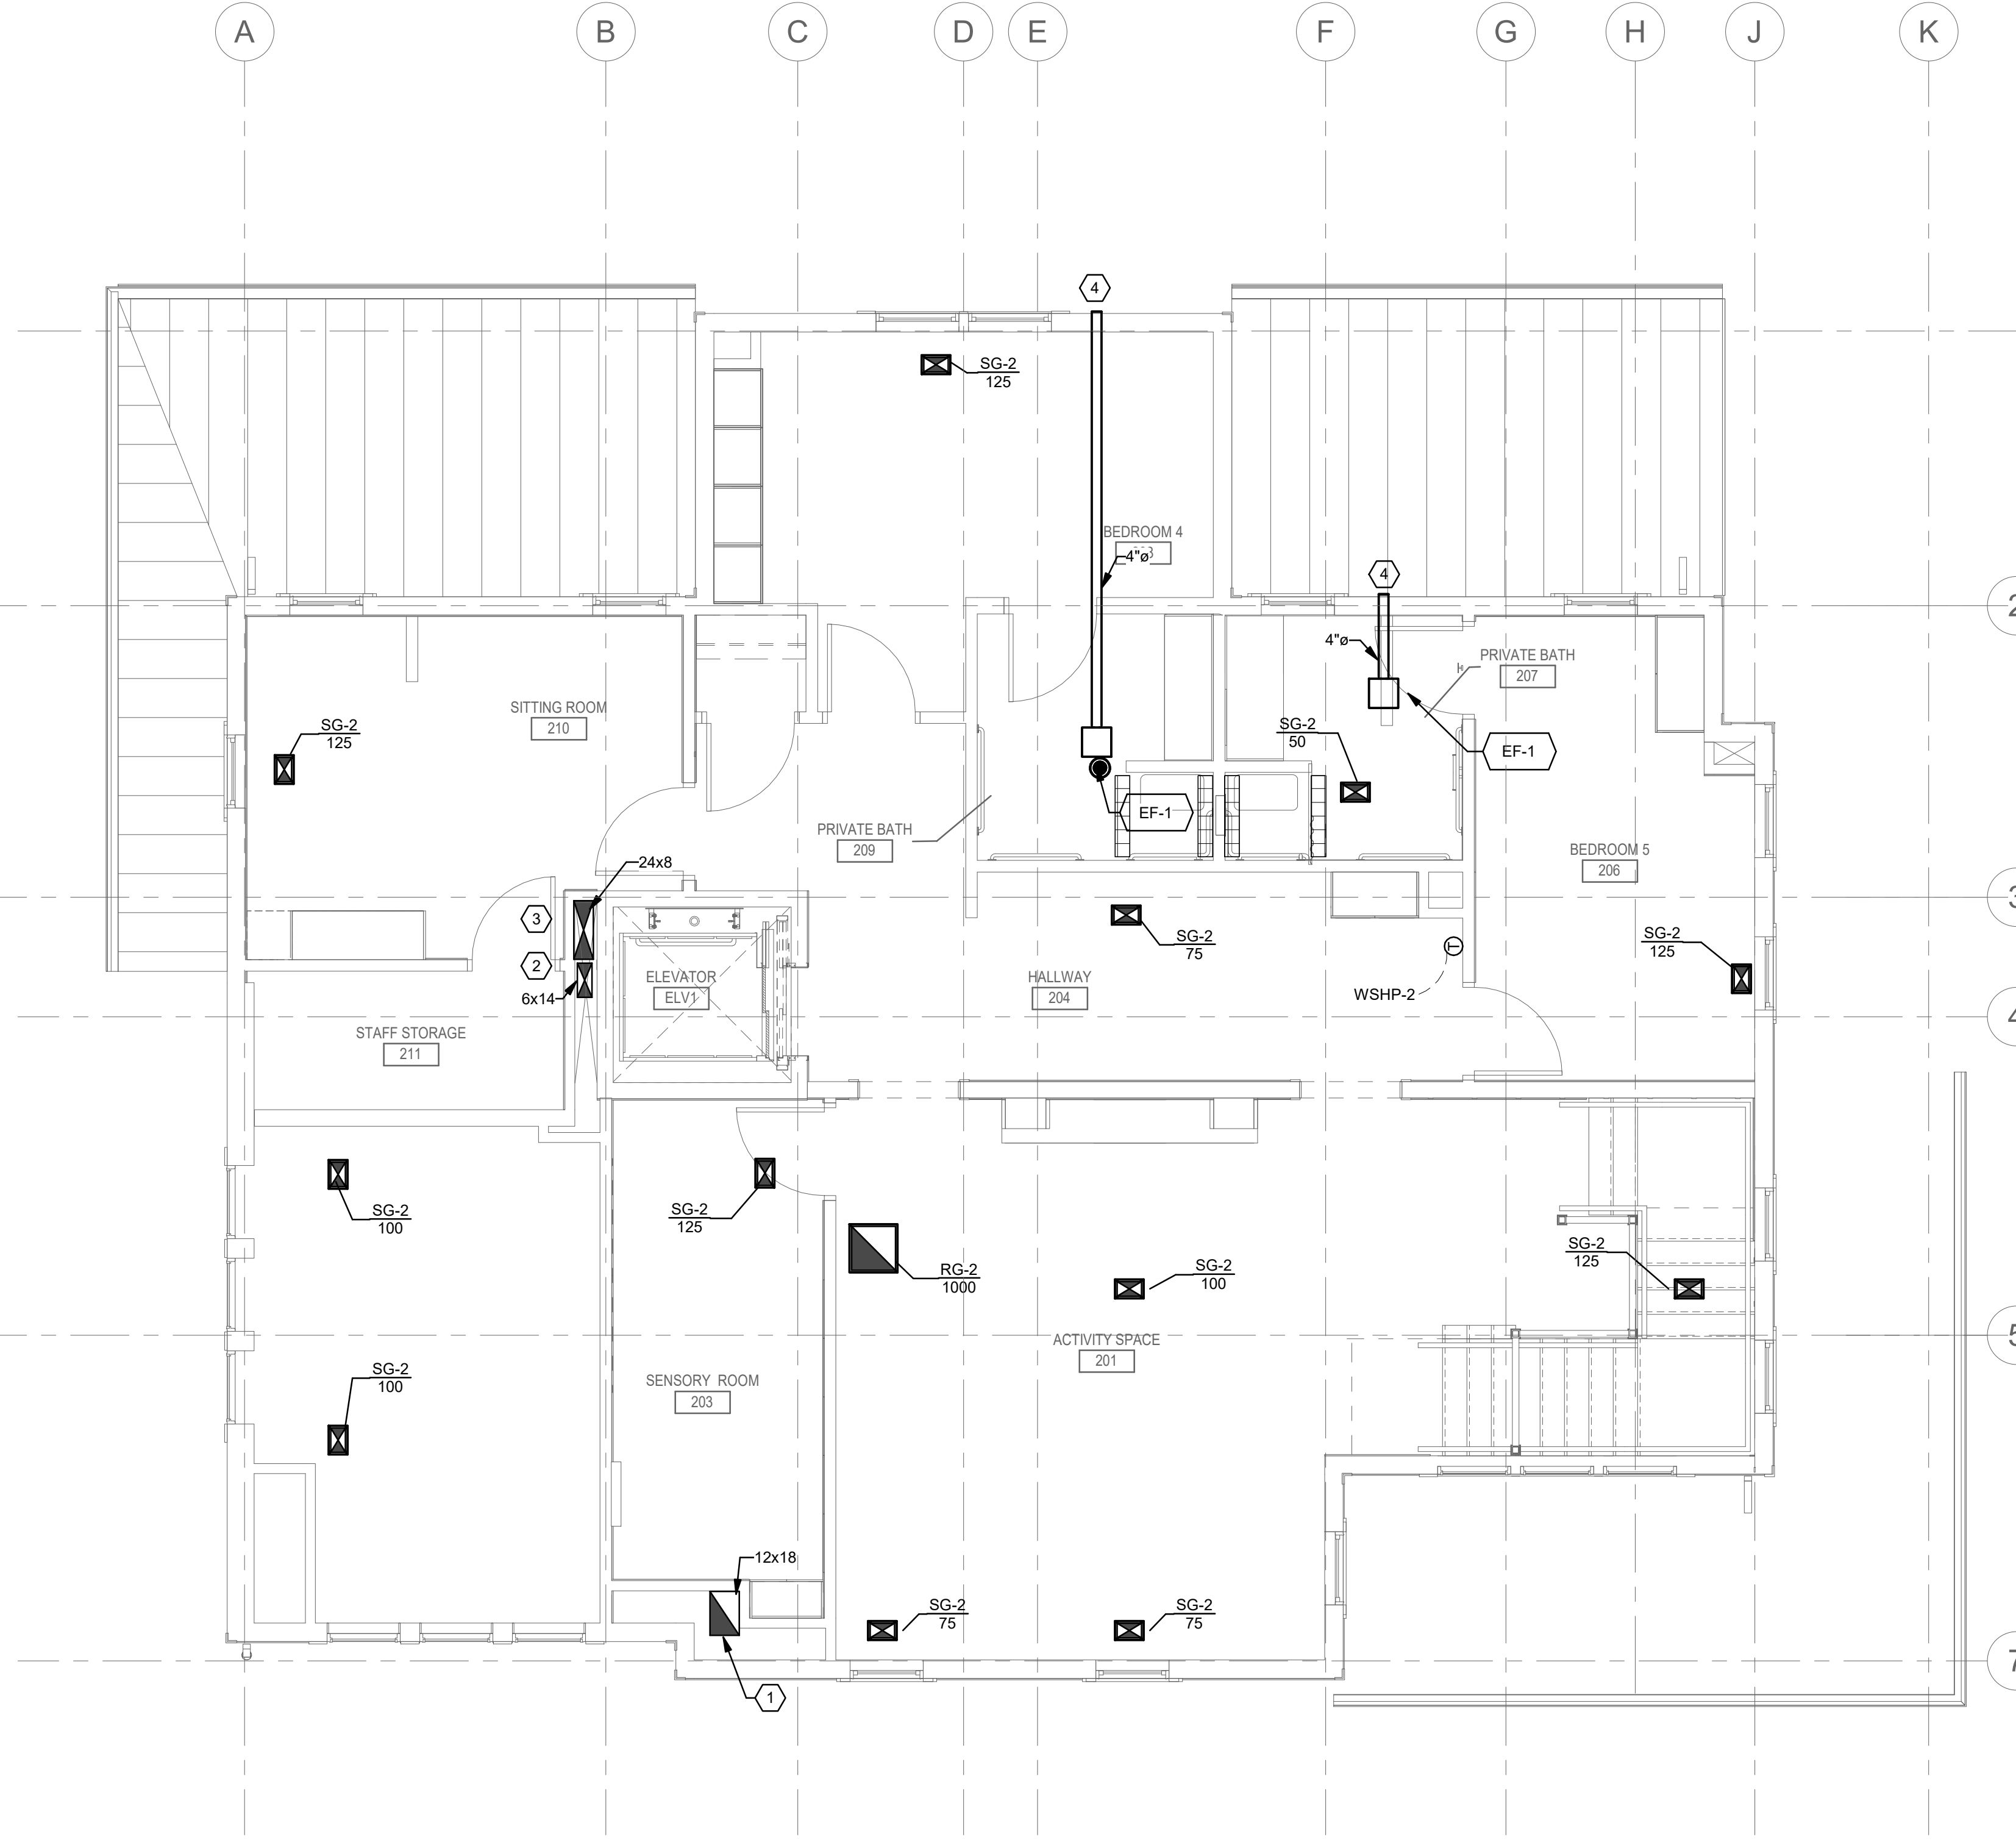 A
B
C
D
E
F
G
H
J
K
4
SG-2
125
BEDROOM 4
4"ø
4
2
4"ø
PRIVATE BATH
207
SITTING ROOM
210
SG-2
125
SG-2
50
EF-1
EF-1
PRIVATE BATH
209
BEDROOM 5
206
24x8
3
3
SG-2
75
SG-2
125
2
6x14
ELEVATOR
ELV1
HALLWAY
204
WSHP-2
4
STAFF STORAGE
211
SG-2
100
SG-2
125
RG-2
1000
SG-2
100
SG-2
125
5
ACTIVITY SPACE
201
SG-2
100
SENSORY ROOM
203
12x18
SG-2
75
SG-2
75
7
1